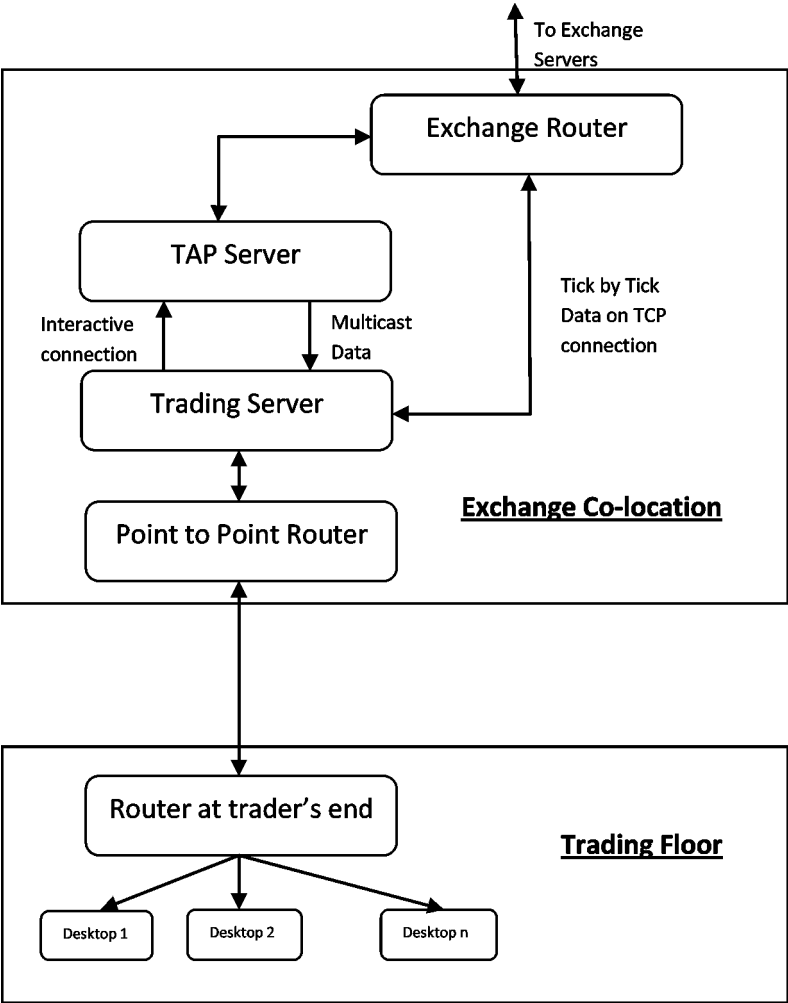 To Exchange
Servers
Exchange Router
TAP Server
Interactive
connection
Multicast
Data
Tick by Tick
Data on TCP
connection
Trading Server
Exchange Co-location
Point to Point Router
Router at trader's end
Trading Floor
Desktop 1
Desktop 2
Desktop n